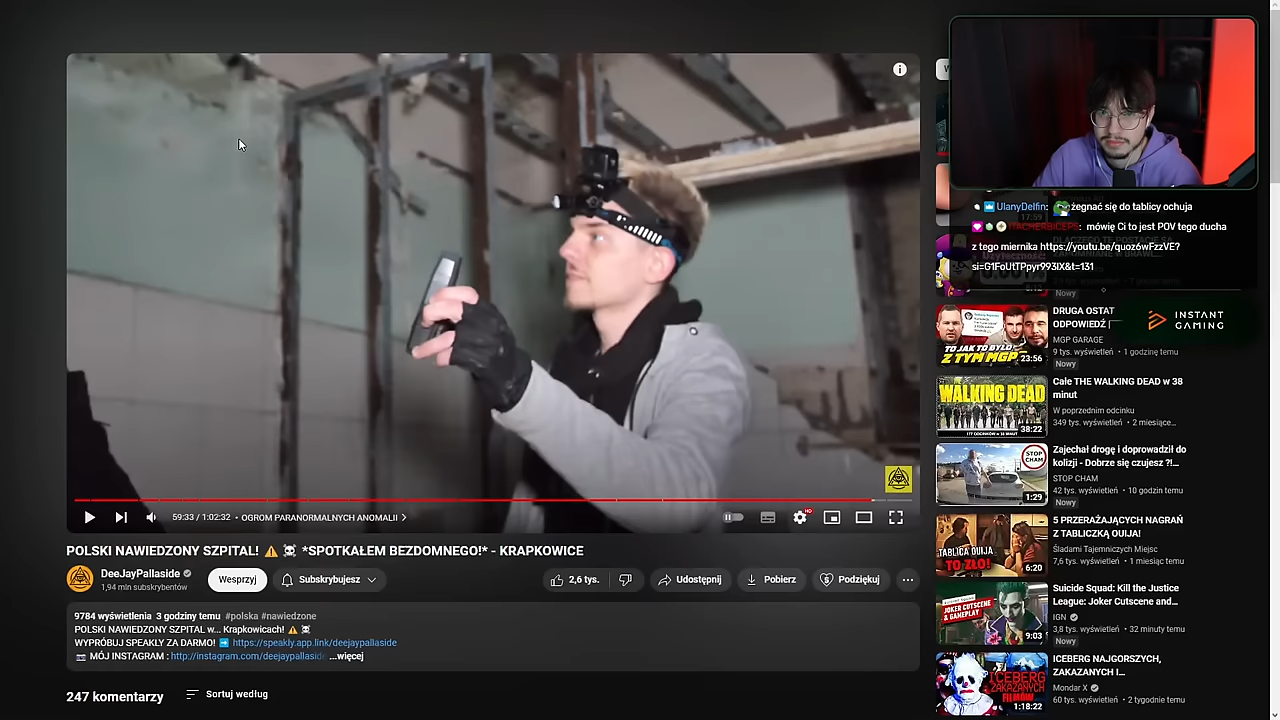 UlanyDelfin: żegnać się do tablicy ochuja
mówię Ci to jest POV tego ducha
z tego miernika https://youtu.be/quoz6wFzzVE?
si=G1FoUtTPpyr993IX&t=131
Nowy
INSTANT
GAMING
DRUGA OSTAT
ODPOWIEDŹ
MGP GARAGE
9 tys. wyświetleń • 1 godzinę temu
Nowy
TO JAK TO BYŁO
Z TYM MGP
23:56
Całe THE WALKING DEAD w 38
minut
W poprzednim odcinku
349 tys. wyświetleń • 2 miesiące...
WALKING DEAD
38:22
Zajechał drogę i doprowadził do
kolizji - Dobrze się czujesz ?!...
STOP CHAM
42 tys. wyświetleń • 10 godzin temu
Nowy
STOP
CHAM
1:29
5 PRZERAŻAJĄCYCH NAGRAŃ
Z TABLICZKĄ OUIJA!
Śladami Tajemniczych Miejsc
7,6 tys. wyświetleń • 1 miesiąc temu
TABLICA OUIJA
TO ZŁO!
6:20
Suicide Squad: Kill the Justice
League: Joker Cutscene and...
IGN
3,8 tys. wyświetleń • 32 minuty temu
Nowy
JOKER CUTSCENE
& GAMEPLAY
9:03
ICEBERG NAJGORSZYCH,
ZAKAZANYCH I...
Mondar X
60 tys. wyświetleń • 2 tygodnie temu
ICEBERG
ZAKAZANYCH
FILMÓW
1:18:22
59:33 / 1:02:32 • OGROM PARANORMALNYCH ANOMALII >
HD
POLSKI NAWIEDZONY SZPITAL! ⚠️ ☠️ *SPOTKAŁEM BEZDOMNEGO!* - KRAPKOWICE
DeeJayPallaside
1,94 mln subskrybentów
Wesprzyj
Subskrybujesz
2,6 tys.
Udostępnij
Pobierz
Podziękuj
9784 wyświetlenia 3 godziny temu #polska #nawiedzone
POLSKI NAWIEDZONY SZPITAL w... Krapkowicach! ⚠️ ☠️
WYPRÓBUJ SPEAKLY ZA DARMO! ➡️ https://speakly.app.link/deejaypallaside
MÓJ INSTAGRAM : http://instagram.com/deejaypallaside ...więcej
247 komentarzy
Sortuj według